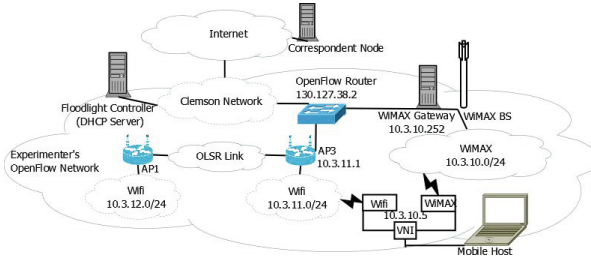 Internet
Correspondent Node
OpenFlow Router
130.127.38.2
Floodlight Controller
(DHCP Server)
Clemson Network
WiMAX Gateway
10.3.10.252
WiMAX BS
Experimenter's
OpenFlow Network
AP1
OLSR Link
AP3
10.3.11.1
WiMAX
10.3.10.0/24
Wifi
10.3.12.0/24
Wifi
10.3.11.0/24
Wifi
WiMAX
10.3.10.5
VNI
Mobile Host